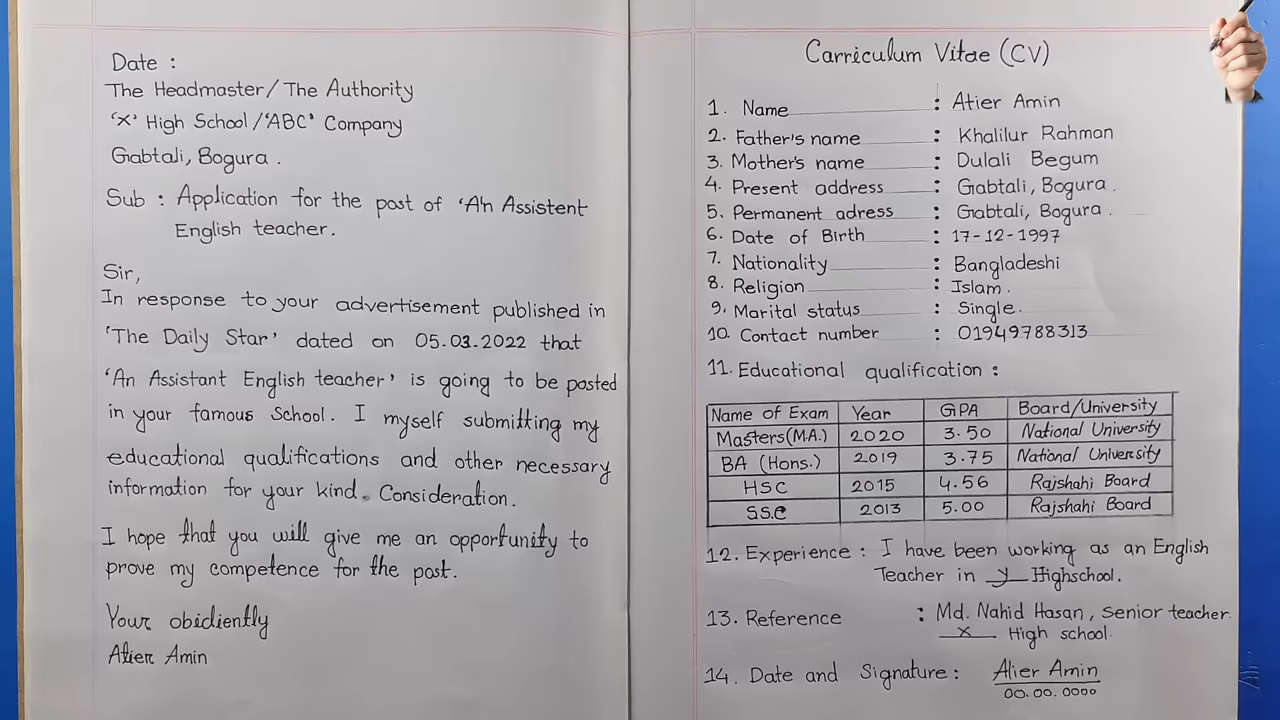 Date :
The Headmaster/The Authority
'X' High School/'ABC' Company
Gabtali, Bogura.
Sub : Application for the post of 'An Assistent
English teacher.
Sir,
In response to your advertisement published in
'The Daily Star' dated on 05.03.2022 that
'An Assistant English teacher' is going to be posted
in your famous School. I myself submitting my
educational qualifications and other necessary
information for your kind. Consideration.
I hope that you will give me an opportunity to
prove my competence for the post.
Your obidiently
Atier Amin
Carriculum Vitae (CV)
1. Name : Atier Amin
2. Father's name : Khalilur Rahman
3. Mother's name : Dulali Begum
4. Present address : Gabtali, Bogura.
5. Permanent adress : Gabtali, Bogura.
6. Date of Birth : 17-12-1997
7. Nationality : Bangladeshi
8. Religion : Islam.
9. Marital status : Single.
10. Contact number : 01949788313
11. Educational qualification :
Name of Exam Year GPA Board/University
Masters(M.A.) 2020 3.50 National University
BA (Hons.) 2019 3.75 National University
HSC 2015 4.56 Rajshahi Board
S.S.C 2013 5.00 Rajshahi Board
12. Experience : I have been working as an English
Teacher in y Highschool.
13. Reference : Md. Nahid Hasan, senior teacher.
x High school.
14. Date and Signature : Alier Amin
00.00.0000